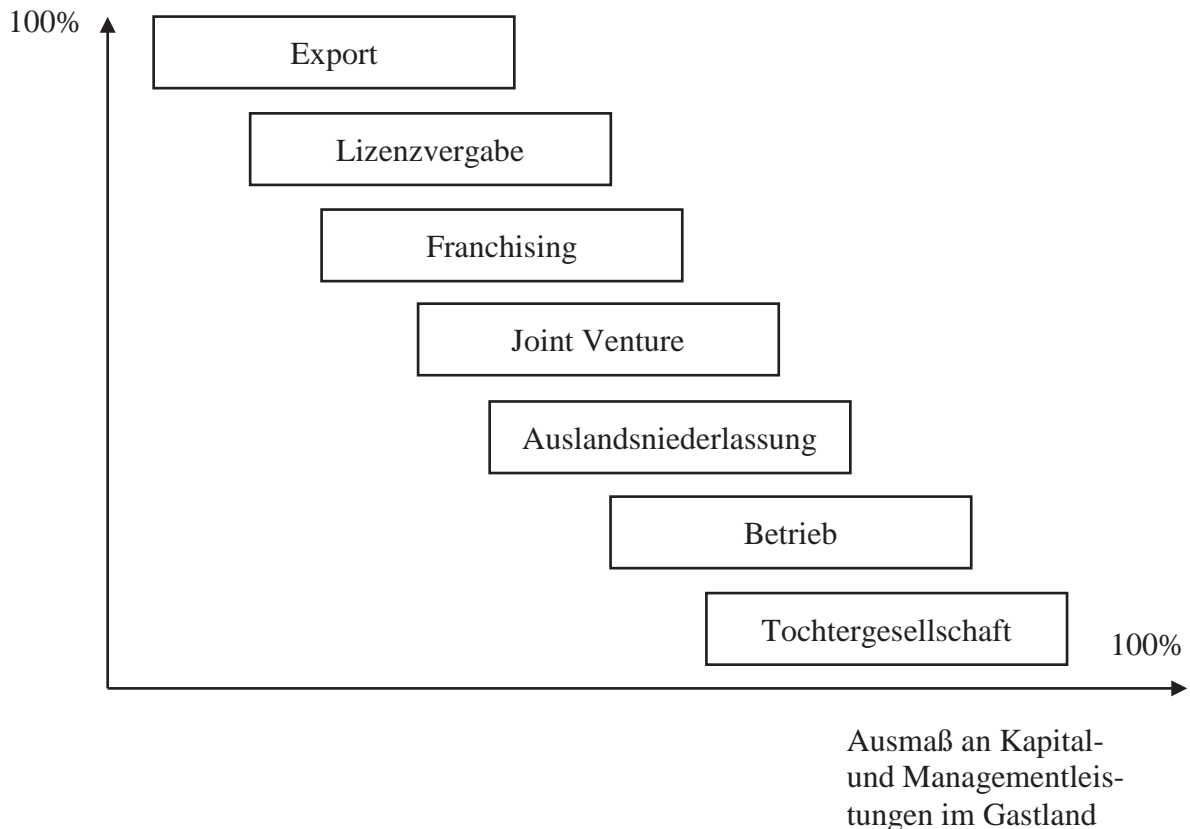 100%
Export
Lizenzvergabe
Franchising
Joint Venture
Auslandsniederlassung
Betrieb
Tochtergesellschaft
100%
Ausmaß an Kapital-
und Managementleis-
tungen im Gastland